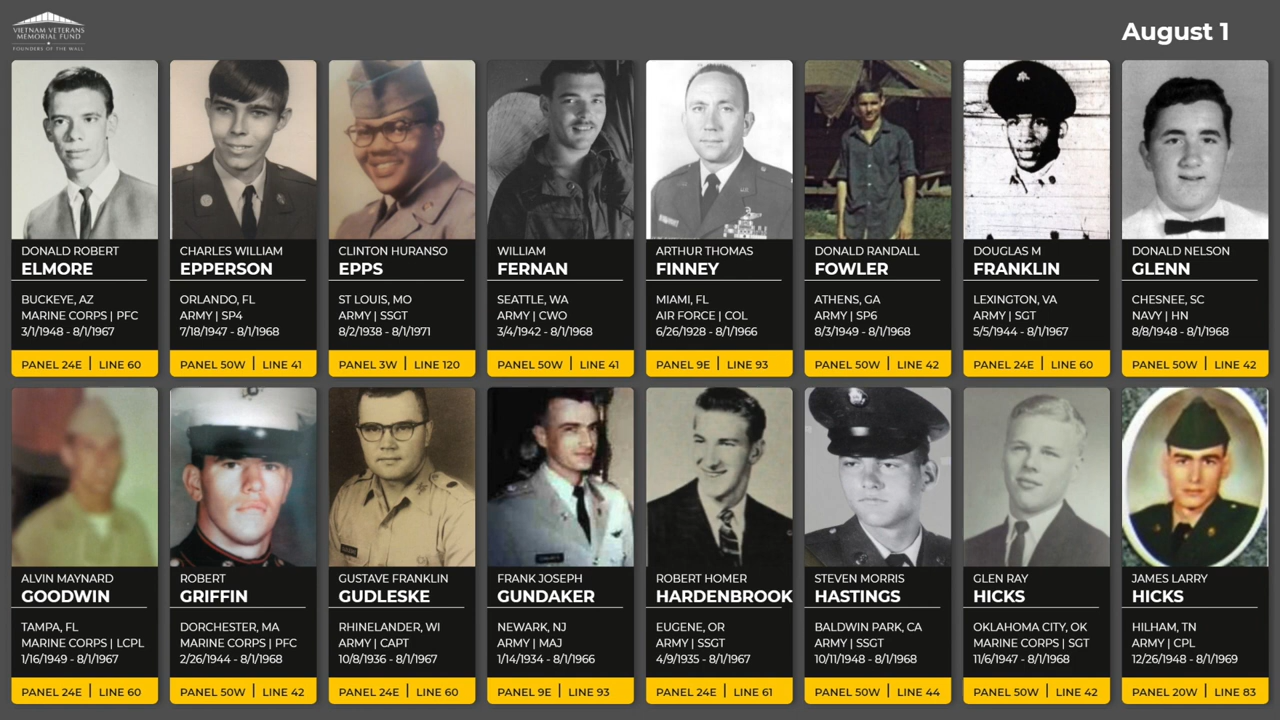 VIETNAM VETERANS
MEMORIAL FUND
FOUNDERS OF THE WALL
August 1
DONALD ROBERT
ELMORE
BUCKEYE, AZ
MARINE CORPS | PFC
3/1/1948 - 8/1/1967
PANEL 24E | LINE 60
CHARLES WILLIAM
EPPERSON
ORLANDO, FL
ARMY | SP4
7/18/1947 - 8/1/1968
PANEL 50W | LINE 41
CLINTON HURANSO
EPPS
ST LOUIS, MO
ARMY | SSGT
8/2/1938 - 8/1/1971
PANEL 3W | LINE 120
WILLIAM
FERNAN
SEATTLE, WA
ARMY | CWO
3/4/1942 - 8/1/1968
PANEL 50W | LINE 41
ARTHUR THOMAS
FINNEY
MIAMI, FL
AIR FORCE | COL
6/26/1928 - 8/1/1966
PANEL 9E | LINE 93
DONALD RANDALL
FOWLER
ATHENS, GA
ARMY | SP6
8/3/1949 - 8/1/1968
PANEL 50W | LINE 42
DOUGLAS M
FRANKLIN
LEXINGTON, VA
ARMY | SGT
5/5/1944 - 8/1/1967
PANEL 24E | LINE 60
DONALD NELSON
GLENN
CHESNEE, SC
NAVY | HN
8/8/1948 - 8/1/1968
PANEL 50W | LINE 42
ALVIN MAYNARD
GOODWIN
TAMPA, FL
MARINE CORPS | LCPL
1/16/1949 - 8/1/1967
PANEL 24E | LINE 60
ROBERT
GRIFFIN
DORCHESTER, MA
MARINE CORPS | PFC
2/26/1944 - 8/1/1968
PANEL 50W | LINE 42
GUSTAVE FRANKLIN
GUDLESKE
RHINELANDER, WI
ARMY | CAPT
10/8/1936 - 8/1/1967
PANEL 24E | LINE 60
FRANK JOSEPH
GUNDAKER
NEWARK, NJ
ARMY | MAJ
1/14/1934 - 8/1/1966
PANEL 9E | LINE 93
ROBERT HOMER
HARDENBROOK
EUGENE, OR
ARMY | SSGT
4/9/1935 - 8/1/1967
PANEL 24E | LINE 61
STEVEN MORRIS
HASTINGS
BALDWIN PARK, CA
ARMY | SSGT
10/11/1948 - 8/1/1968
PANEL 50W | LINE 44
GLEN RAY
HICKS
OKLAHOMA CITY, OK
MARINE CORPS | SGT
11/6/1947 - 8/1/1968
PANEL 50W | LINE 42
JAMES LARRY
HICKS
HILHAM, TN
ARMY | CPL
12/26/1948 - 8/1/1969
PANEL 20W | LINE 83